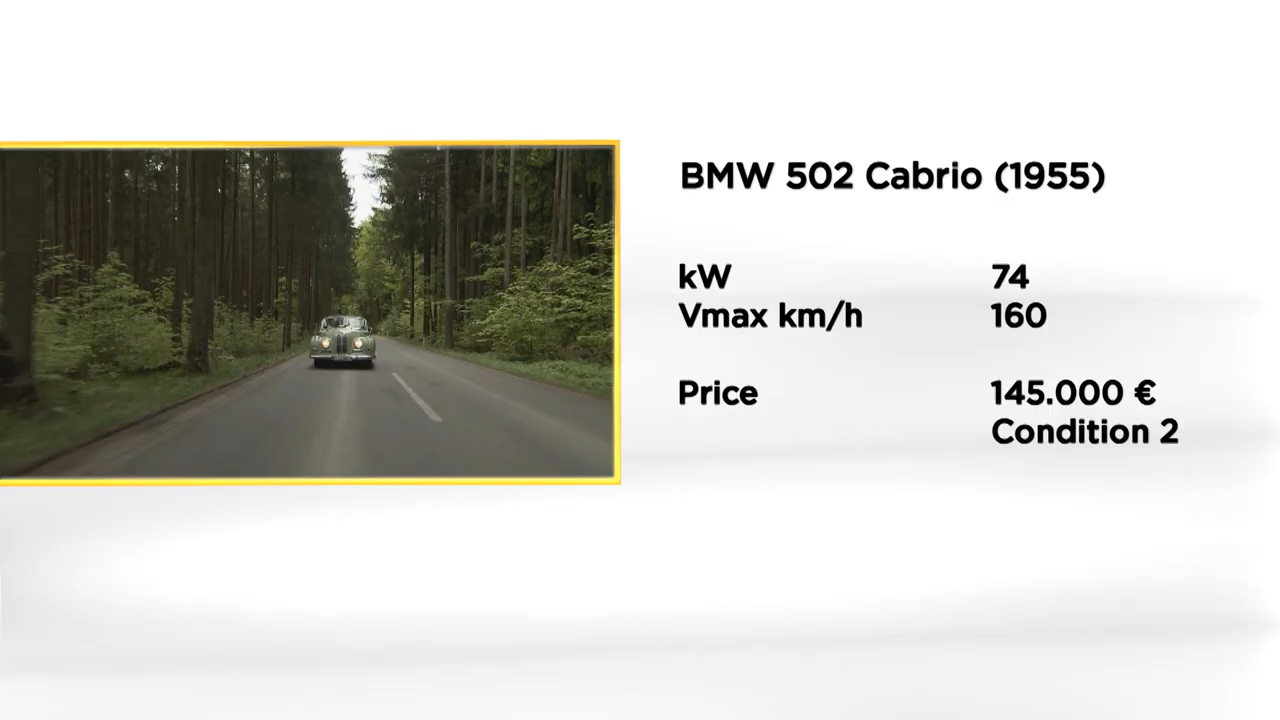 BMW 502 Cabrio (1955)
kW 74
Vmax km/h 160
Price 145.000 €
Condition 2